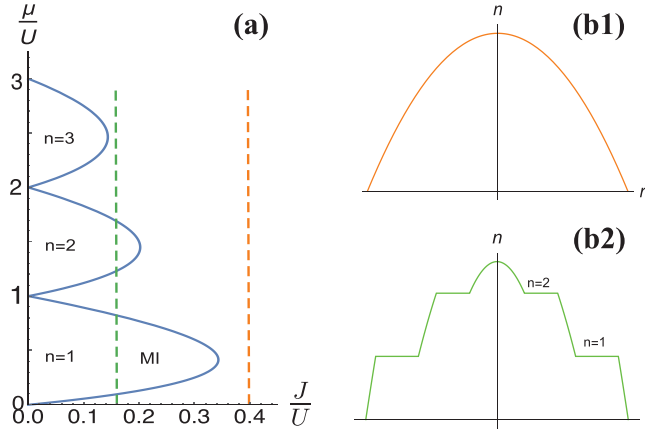 μ/U
(a)
3
n=3
2
n=2
1
n=1
MI
0
0.0 0.1 0.2 0.3 0.4
J/U
(b1)
n
r
(b2)
n
n=2
n=1